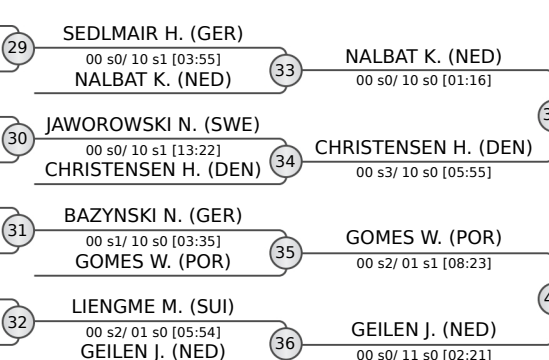 SEDLMAIR H. (GER)
29
00 s0/ 10 s1 [03:55]
NALBAT K. (NED)
33
NALBAT K. (NED)
00 s0/ 10 s0 [01:16]
JAWOROWSKI N. (SWE)
30
00 s0/ 10 s1 [13:22]
CHRISTENSEN H. (DEN)
34
CHRISTENSEN H. (DEN)
00 s3/ 10 s0 [05:55]
BAZYNSKI N. (GER)
31
00 s1/ 10 s0 [03:35]
GOMES W. (POR)
35
GOMES W. (POR)
00 s2/ 01 s1 [08:23]
LIENGME M. (SUI)
32
00 s2/ 01 s0 [05:54]
GEILEN J. (NED)
36
GEILEN J. (NED)
00 s0/ 11 s0 [02:21]